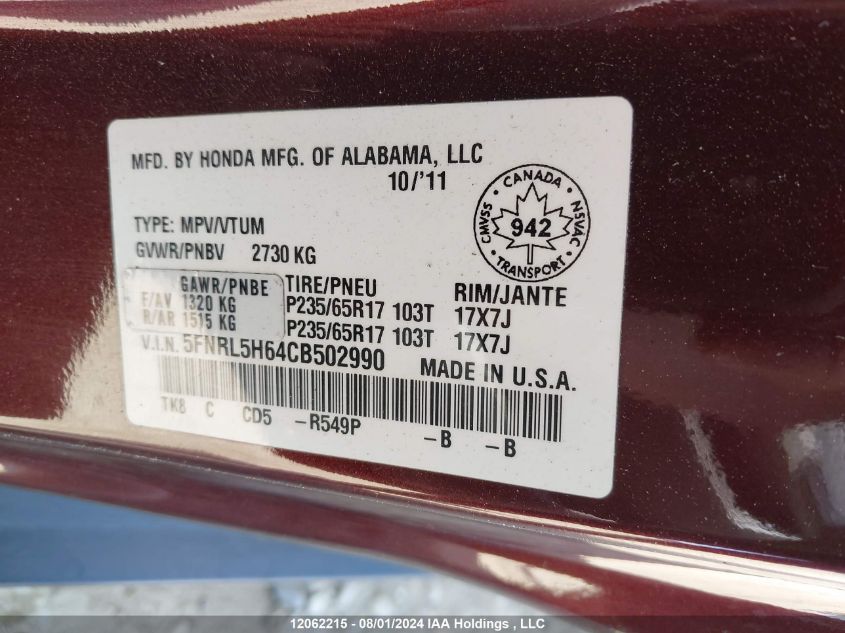 MFD. BY HONDA MFG. OF ALABAMA, LLC
10/'11
TYPE: MPV/VTUM
GVWR/PNBV 2730 KG
CANADA
CMVSS 942 NSVAC
TRANSPORT
GAWR/PNBE TIRE/PNEU RIM/JANTE
F/AV 1320 KG P235/65R17 103T 17X7J
R/AR 1515 KG P235/65R17 103T 17X7J
V.I.N. 5FNRL5H64CB502990 MADE IN U.S.A.
TK8 C CD5 -R549P -B -B
12062215 - 08/01/2024 IAA Holdings , LLC